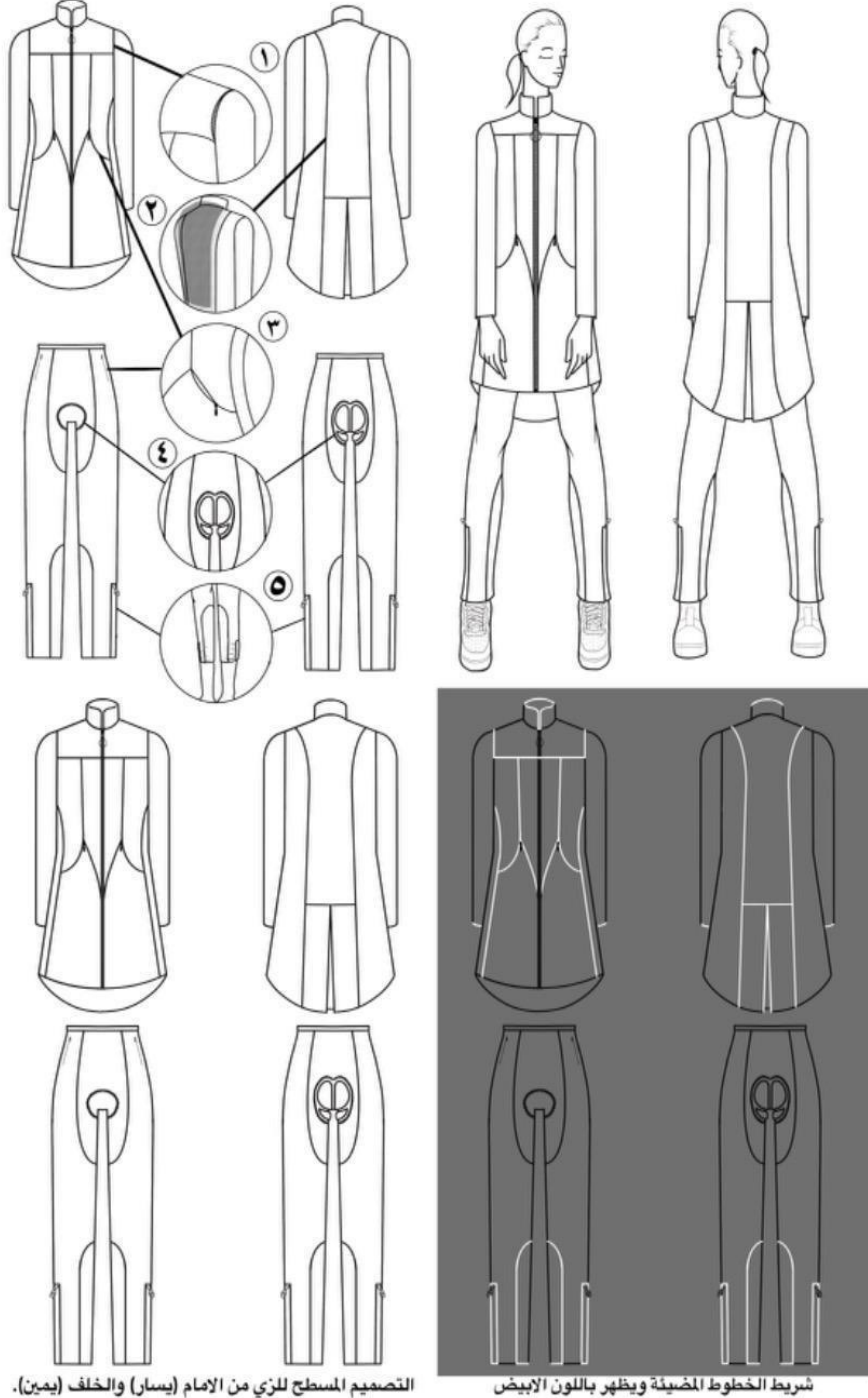 ١
٢
٣
٤
٥
التصميم المسطح للزي من الامام (يسار) والخلف (يمين).
شريط الخطوط المضيئة ويظهر باللون الابيض